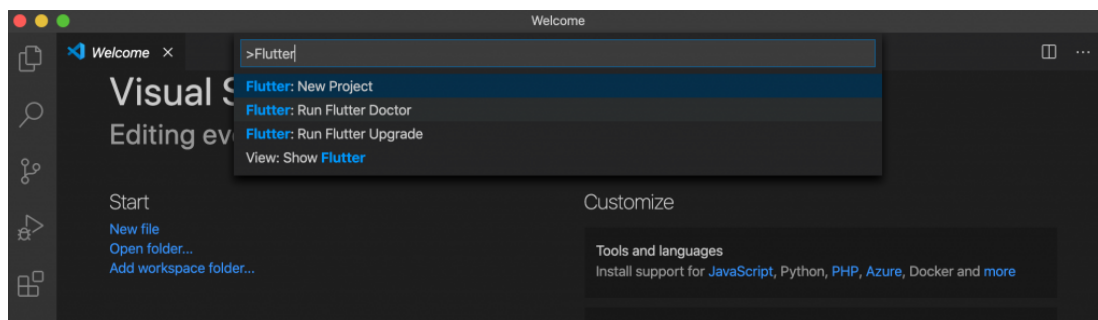 Welcome
Welcome
>Flutter
Flutter: New Project
Flutter: Run Flutter Doctor
Flutter: Run Flutter Upgrade
View: Show Flutter
Visual S
Editing ev
Start
New file
Open folder...
Add workspace folder...
Customize
Tools and languages
Install support for JavaScript, Python, PHP, Azure, Docker and more